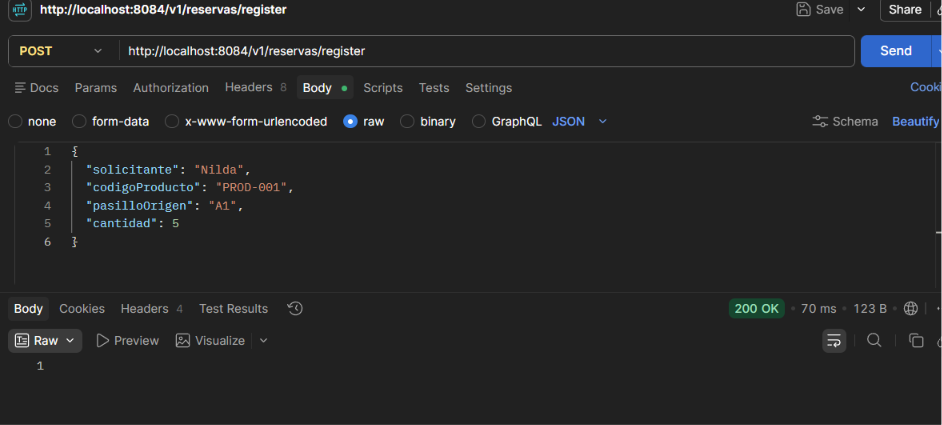 HTTP http://localhost:8084/v1/reservas/register Save Share
POST http://localhost:8084/v1/reservas/register Send
Docs Params Authorization Headers 8 Body Scripts Tests Settings Cooki
none form-data x-www-form-urlencoded raw binary GraphQL JSON Schema Beautify
1 {
2 "solicitante": "Nilda",
3 "codigoProducto": "PROD-001",
4 "pasilloOrigen": "A1",
5 "cantidad": 5
6 }
Body Cookies Headers 4 Test Results 200 OK • 70 ms • 123 B
Raw Preview Visualize
1